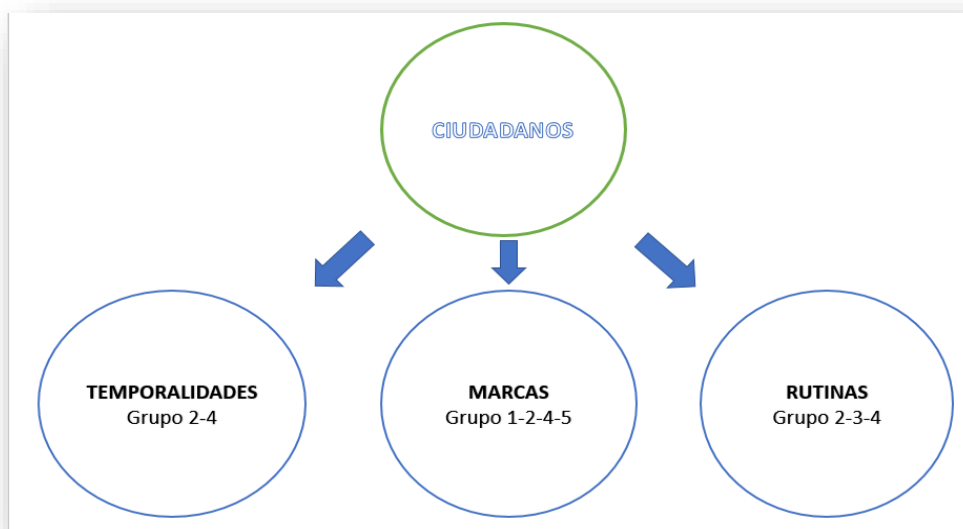 CIUDADANOS
TEMPORALIDADES
Grupo 2-4
MARCAS
Grupo 1-2-4-5
RUTINAS
Grupo 2-3-4